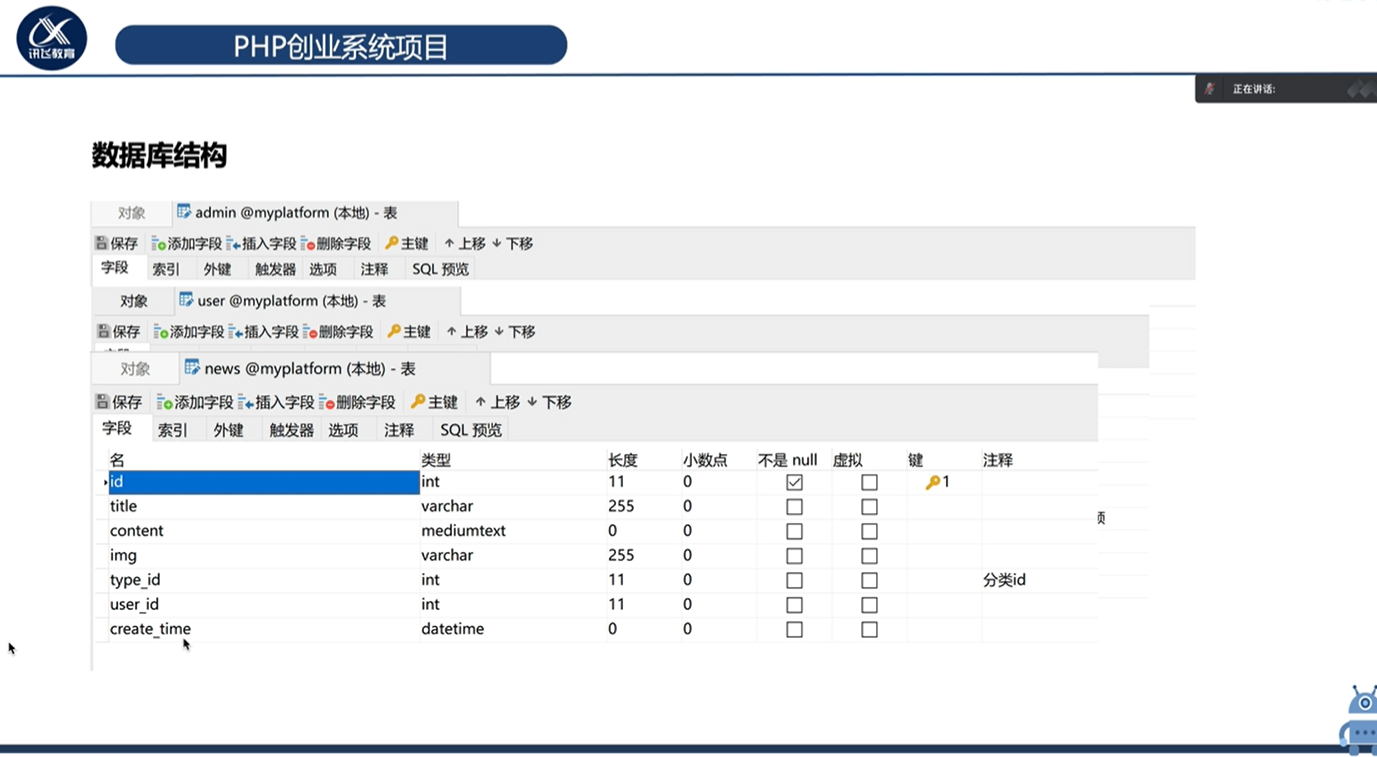 讯飞教育
PHP创业系统项目
正在讲话:
数据库结构
对象 admin @myplatform (本地) - 表
保存 添加字段 插入字段 删除字段 主键 ↑ 上移 ↓ 下移
字段 索引 外键 触发器 选项 注释 SQL 预览
对象 user @myplatform (本地) - 表
保存 添加字段 插入字段 删除字段 主键 ↑ 上移 ↓ 下移
对象 news @myplatform (本地) - 表
保存 添加字段 插入字段 删除字段 主键 ↑ 上移 ↓ 下移
字段 索引 外键 触发器 选项 注释 SQL 预览
名 类型 长度 小数点 不是 null 虚拟 键 注释
id int 11 0 1
title varchar 255 0
content mediumtext 0 0
img varchar 255 0
type_id int 11 0 分类id
user_id int 11 0
create_time datetime 0 0